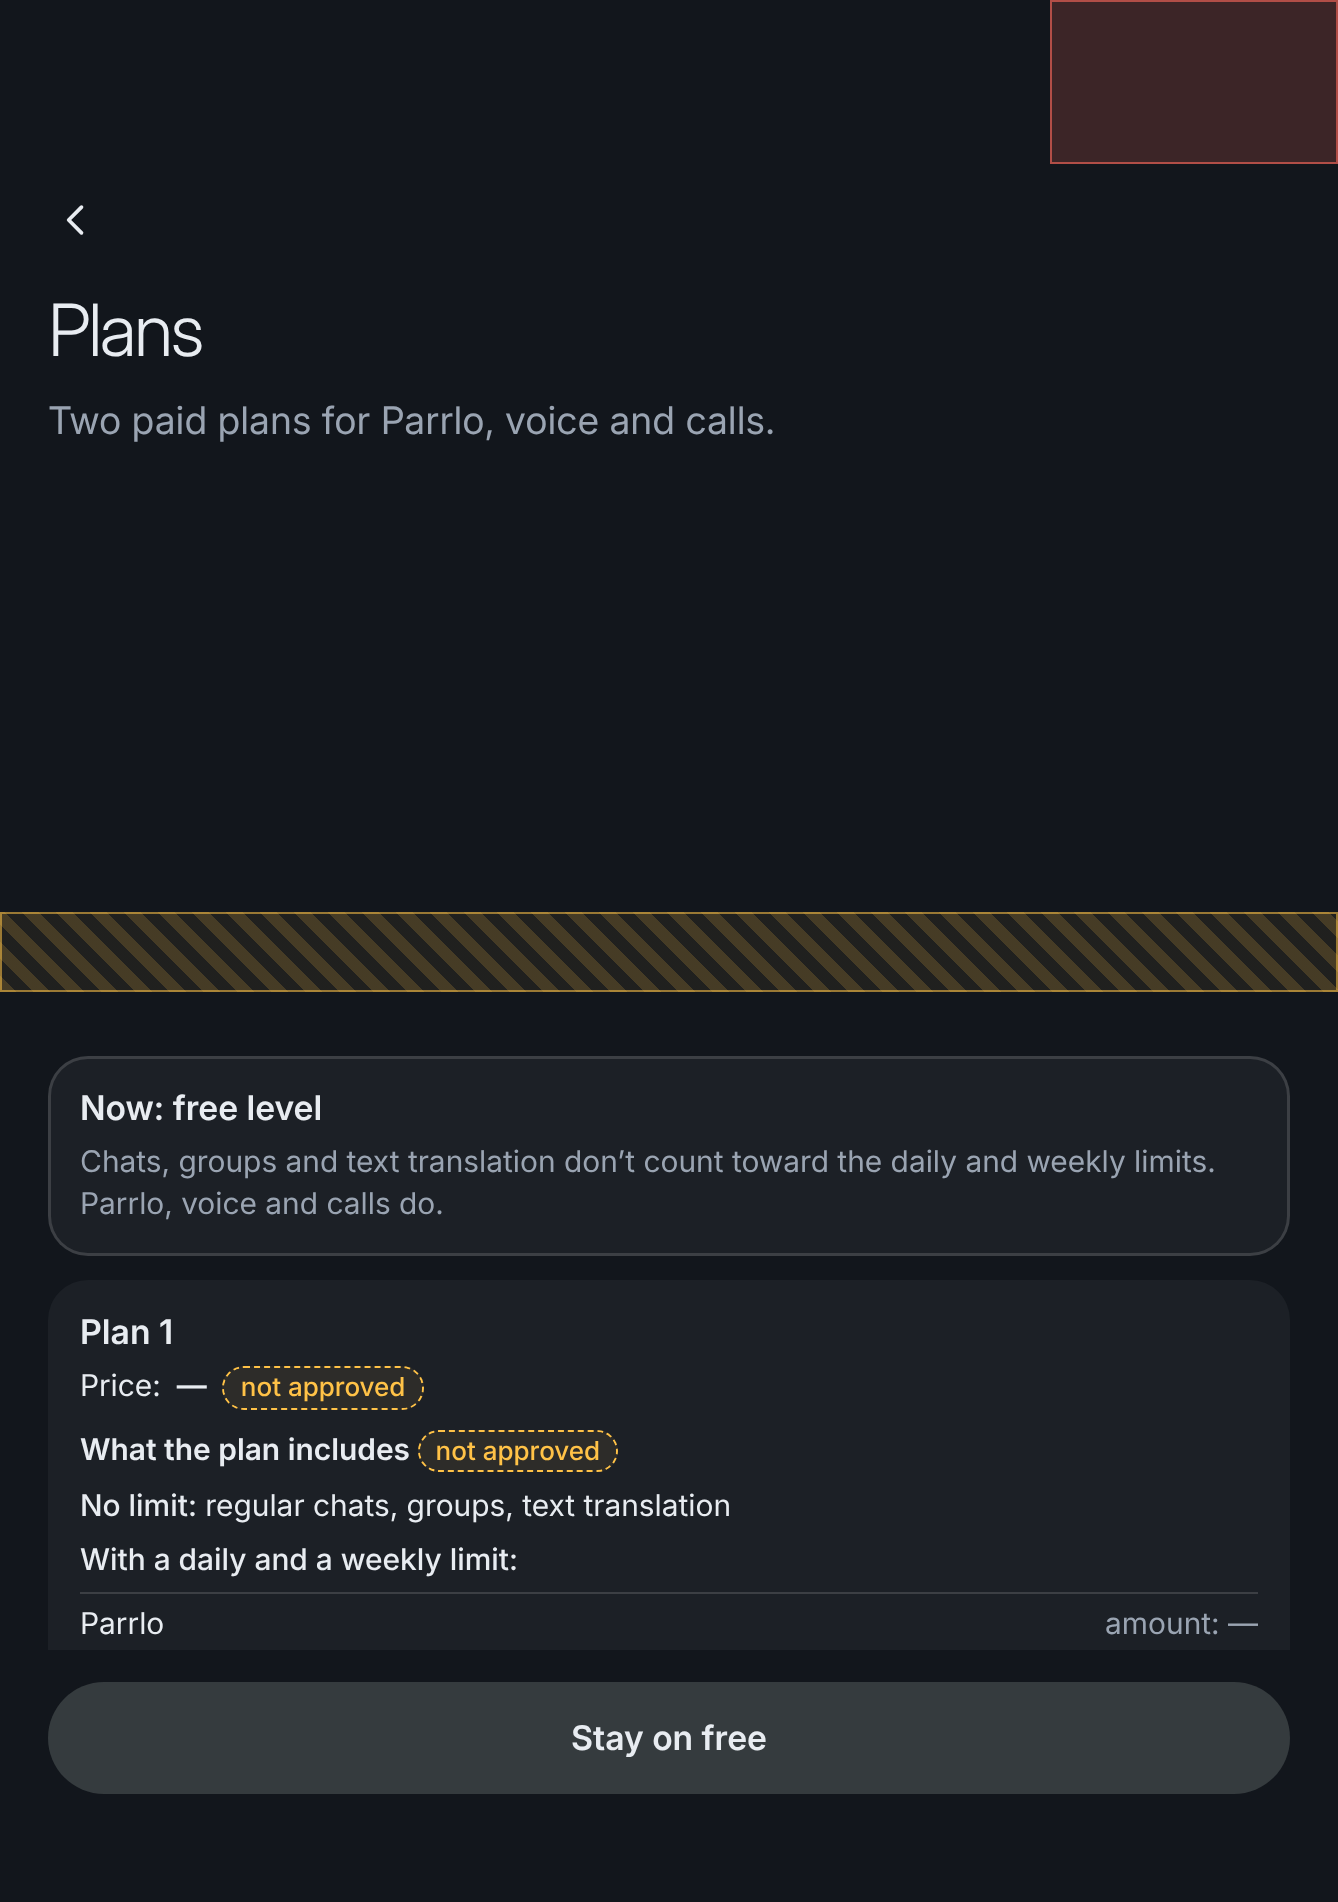 Plans
Two paid plans for Parrlo, voice and calls.
Now: free level
Chats, groups and text translation don’t count toward the daily and weekly limits.
Parrlo, voice and calls do.
Plan 1
Price: — not approved
What the plan includes not approved
No limit: regular chats, groups, text translation
With a daily and a weekly limit:
Parrlo amount: —
Stay on free